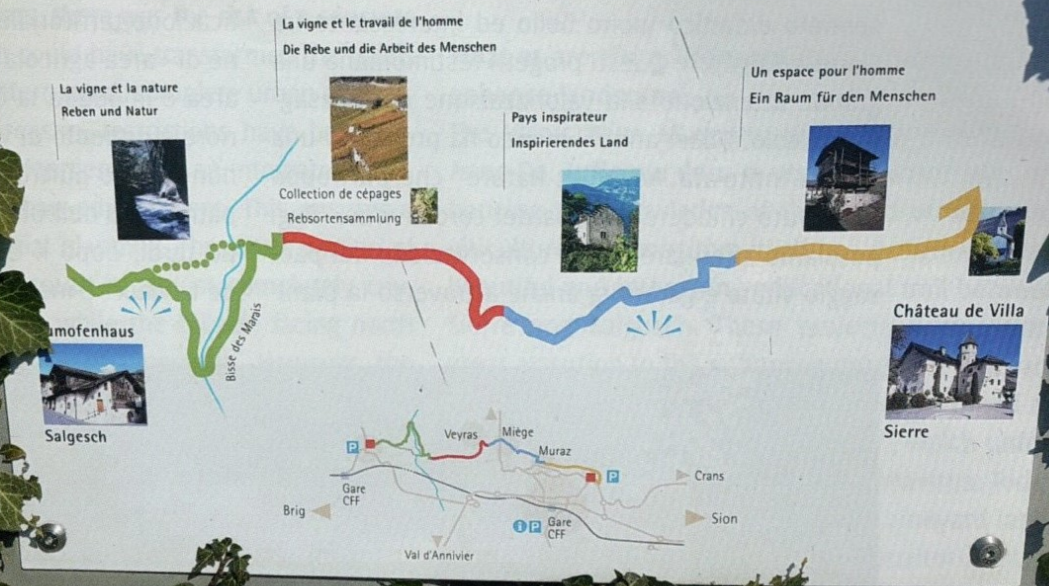 La vigne et le travail de l'homme
Die Rebe und die Arbeit des Menschen
La vigne et la nature
Reben und Natur
Un espace pour l'homme
Ein Raum für den Menschen
Pays inspirateur
Inspirierendes Land
Collection de cépages
Rebsortensammlung
Bisse des Marais
umofenhaus
Salgesch
Château de Villa
Sierre
P
Veyras
Miège
Muraz
P
Crans
Gare
CFF
Brig
i P
Gare
CFF
Sion
Val d'Annivier